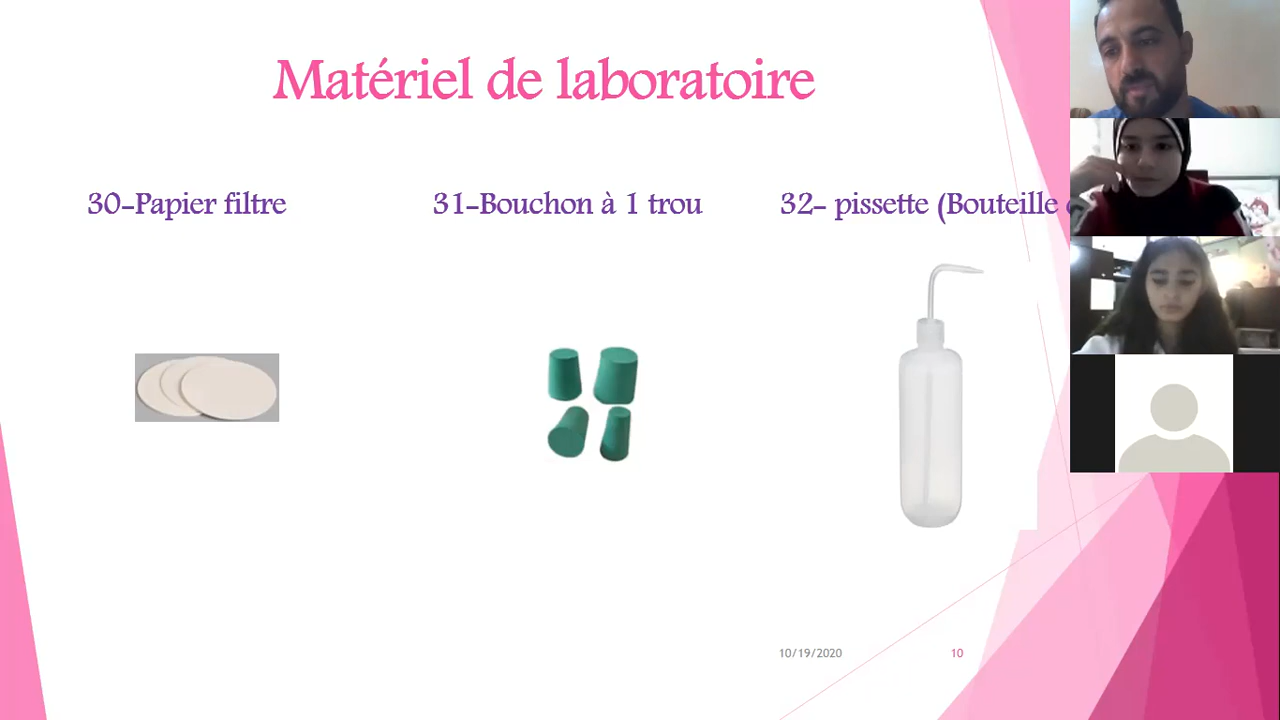 Matériel de laboratoire
30-Papier filtre
31-Bouchon à 1 trou
32- pissette (Bouteille
10/19/2020
10